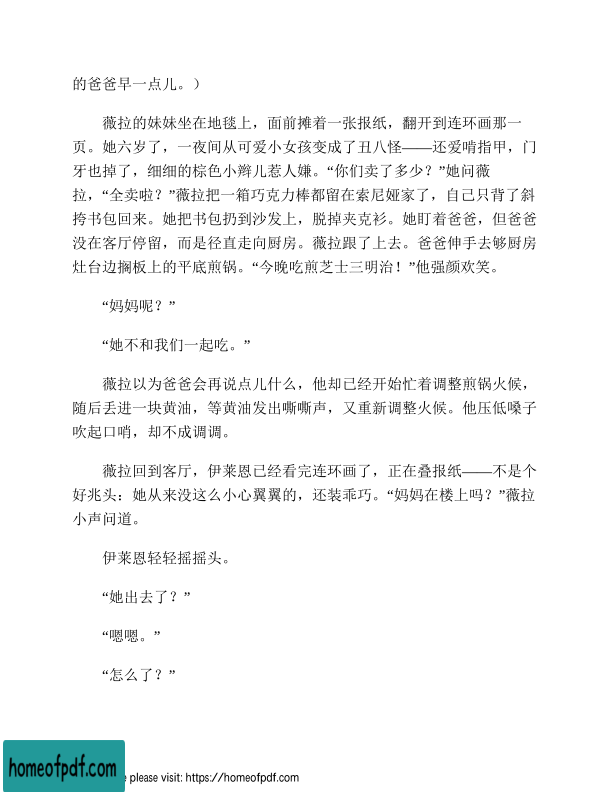 的爸爸早一点儿。）
薇拉的妹妹坐在地毯上，面前摊着一张报纸，翻开到连环画那一
页。她六岁了，一夜间从可爱小女孩变成了丑八怪——还爱啃指甲，门
牙也掉了，细细的棕色小辫儿惹人嫌。“你们卖了多少？”她问薇
拉，“全卖啦？”薇拉把一箱巧克力棒都留在索尼娅家了，自己只背了斜
挎书包回来。她把书包扔到沙发上，脱掉夹克衫。她盯着爸爸，但爸爸
没在客厅停留，而是径直走向厨房。薇拉跟了上去。爸爸伸手去够厨房
灶台边搁板上的平底煎锅。“今晚吃煎芝士三明治！”他强颜欢笑。
“妈妈呢？”
“她不和我们一起吃。”
薇拉以为爸爸会再说点儿什么，他却已经开始忙着调整煎锅火候，
随后丢进一块黄油，等黄油发出嘶嘶声，又重新调整火候。他压低嗓子
吹起口哨，却不成调调。
薇拉回到客厅，伊莱恩已经看完连环画了，正在叠报纸——不是个
好兆头：她从来没这么小心翼翼的，还装乖巧。“妈妈在楼上吗？”薇拉
小声问道。
伊莱恩轻轻摇摇头。
“她出去了？”
“嗯嗯。”
“怎么了？”
homeofpdf.com
e please visit: https://homeofpdf.com